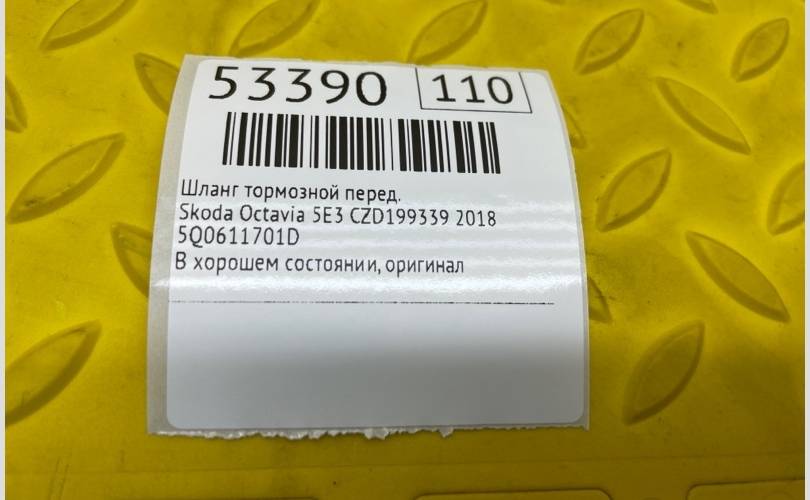 53390 110
Шланг тормозной перед.
Skoda Octavia 5E3 CZD199339 2018
5Q0611701D
В хорошем состоянии, оригинал